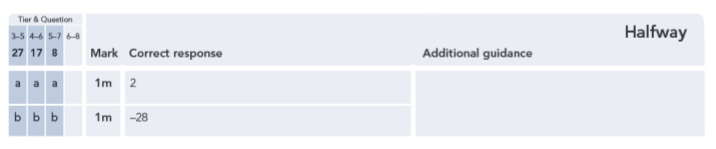 Tier & Question
Halfway
3–5 4–6 5–7 6–8
27 17 8 Mark Correct response Additional guidance
a a a 1m 2
b b b 1m –28